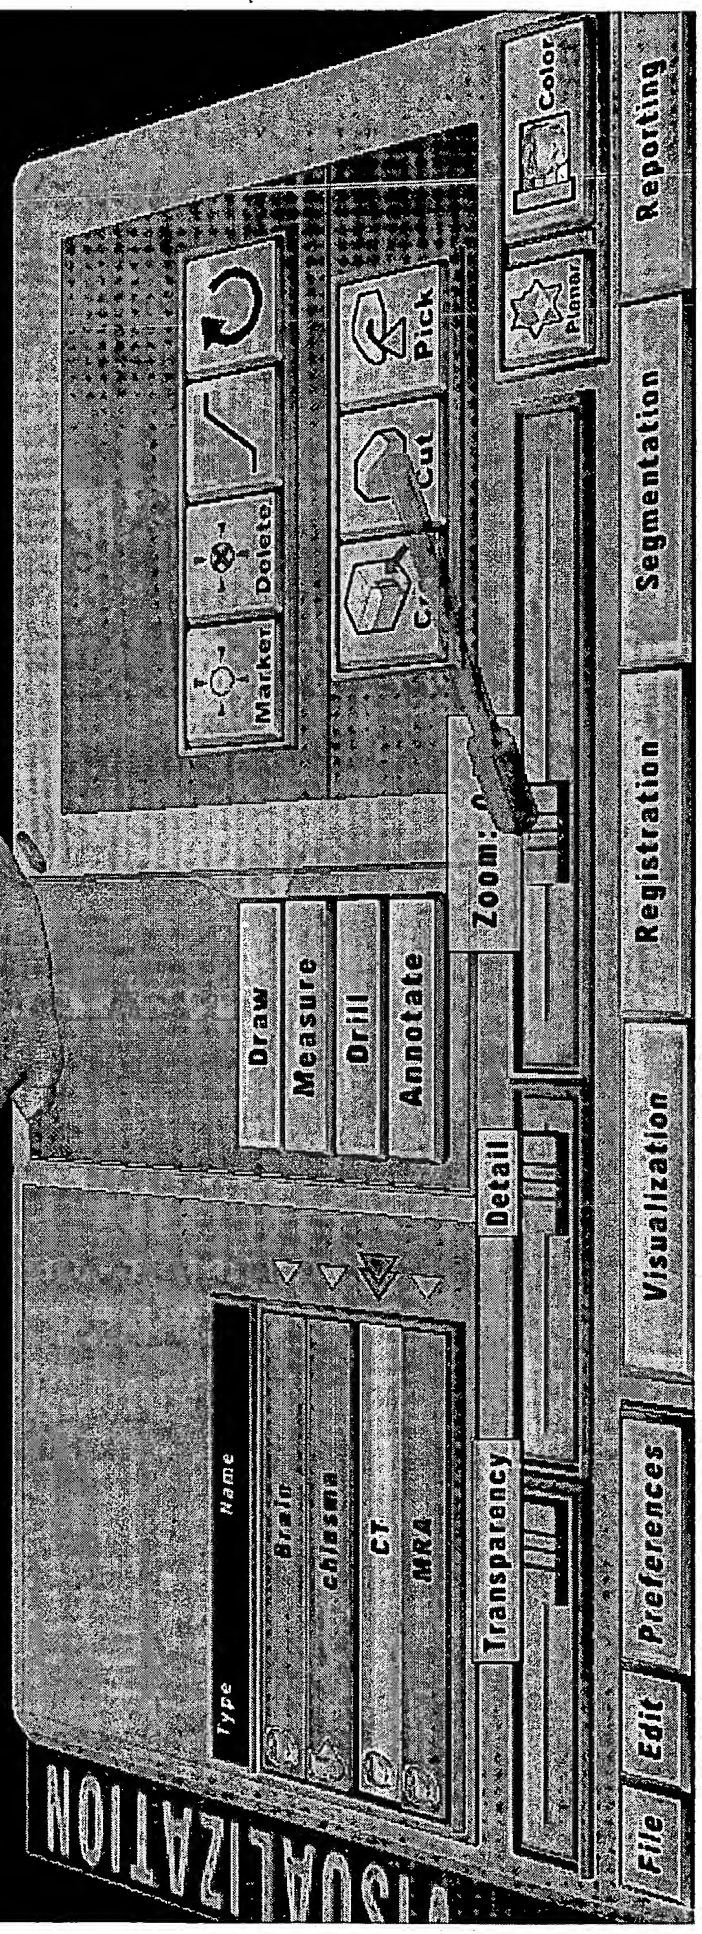 VISUALIZATION
Type Name
Brain
chiasma
CT
MRA
Draw
Measure
Drill
Annotate
Marker
Delete
Cut
Pick
Transparency
Detail
Zoom:
Planar
Color
File
Edit
Preferences
Visualization
Registration
Segmentation
Reporting